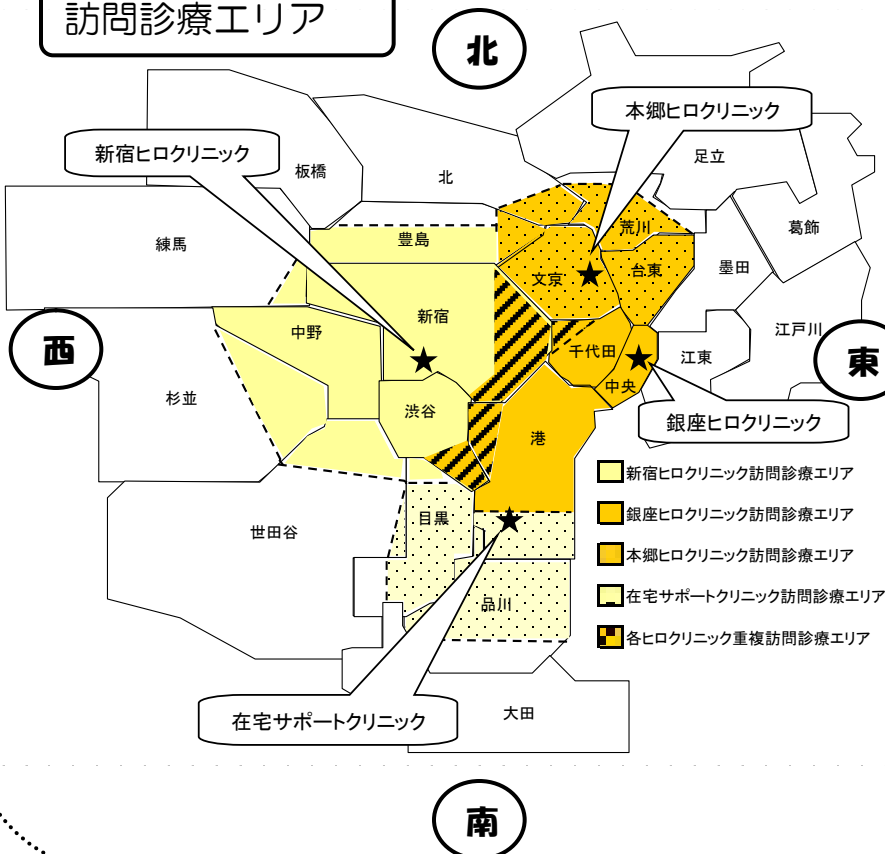 訪問診療エリア
北
本郷ヒロクリニック
新宿ヒロクリニック
足立
板橋
北
荒川
葛飾
練馬
豊島
台東
墨田
文京
新宿
中野
千代田
江戸川
西
東
江東
中央
杉並
渋谷
銀座ヒロクリニック
港
新宿ヒロクリニック訪問診療エリア
銀座ヒロクリニック訪問診療エリア
目黒
世田谷
本郷ヒロクリニック訪問診療エリア
在宅サポートクリニック訪問診療エリア
品川
各ヒロクリニック重複訪問診療エリア
在宅サポートクリニック
大田
南